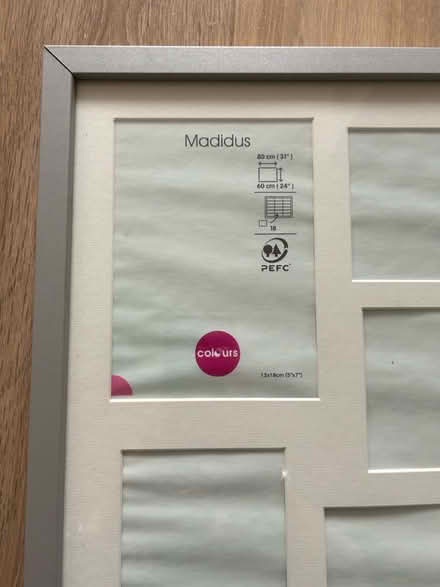 Madidus
80 cm (31")
60 cm (24")
18
PEFC
colours
13x18cm (5"x7")